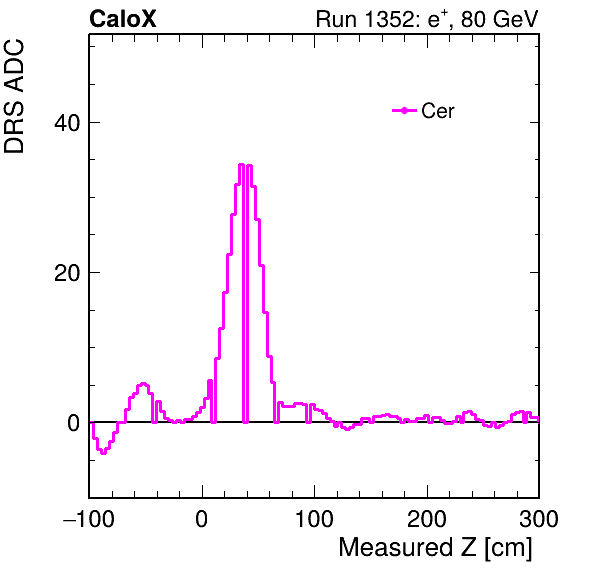 CaloX Run 1352: e⁺, 80 GeV
DRS ADC
Cer
40
20
0
−100 0 100 200 300
Measured Z [cm]